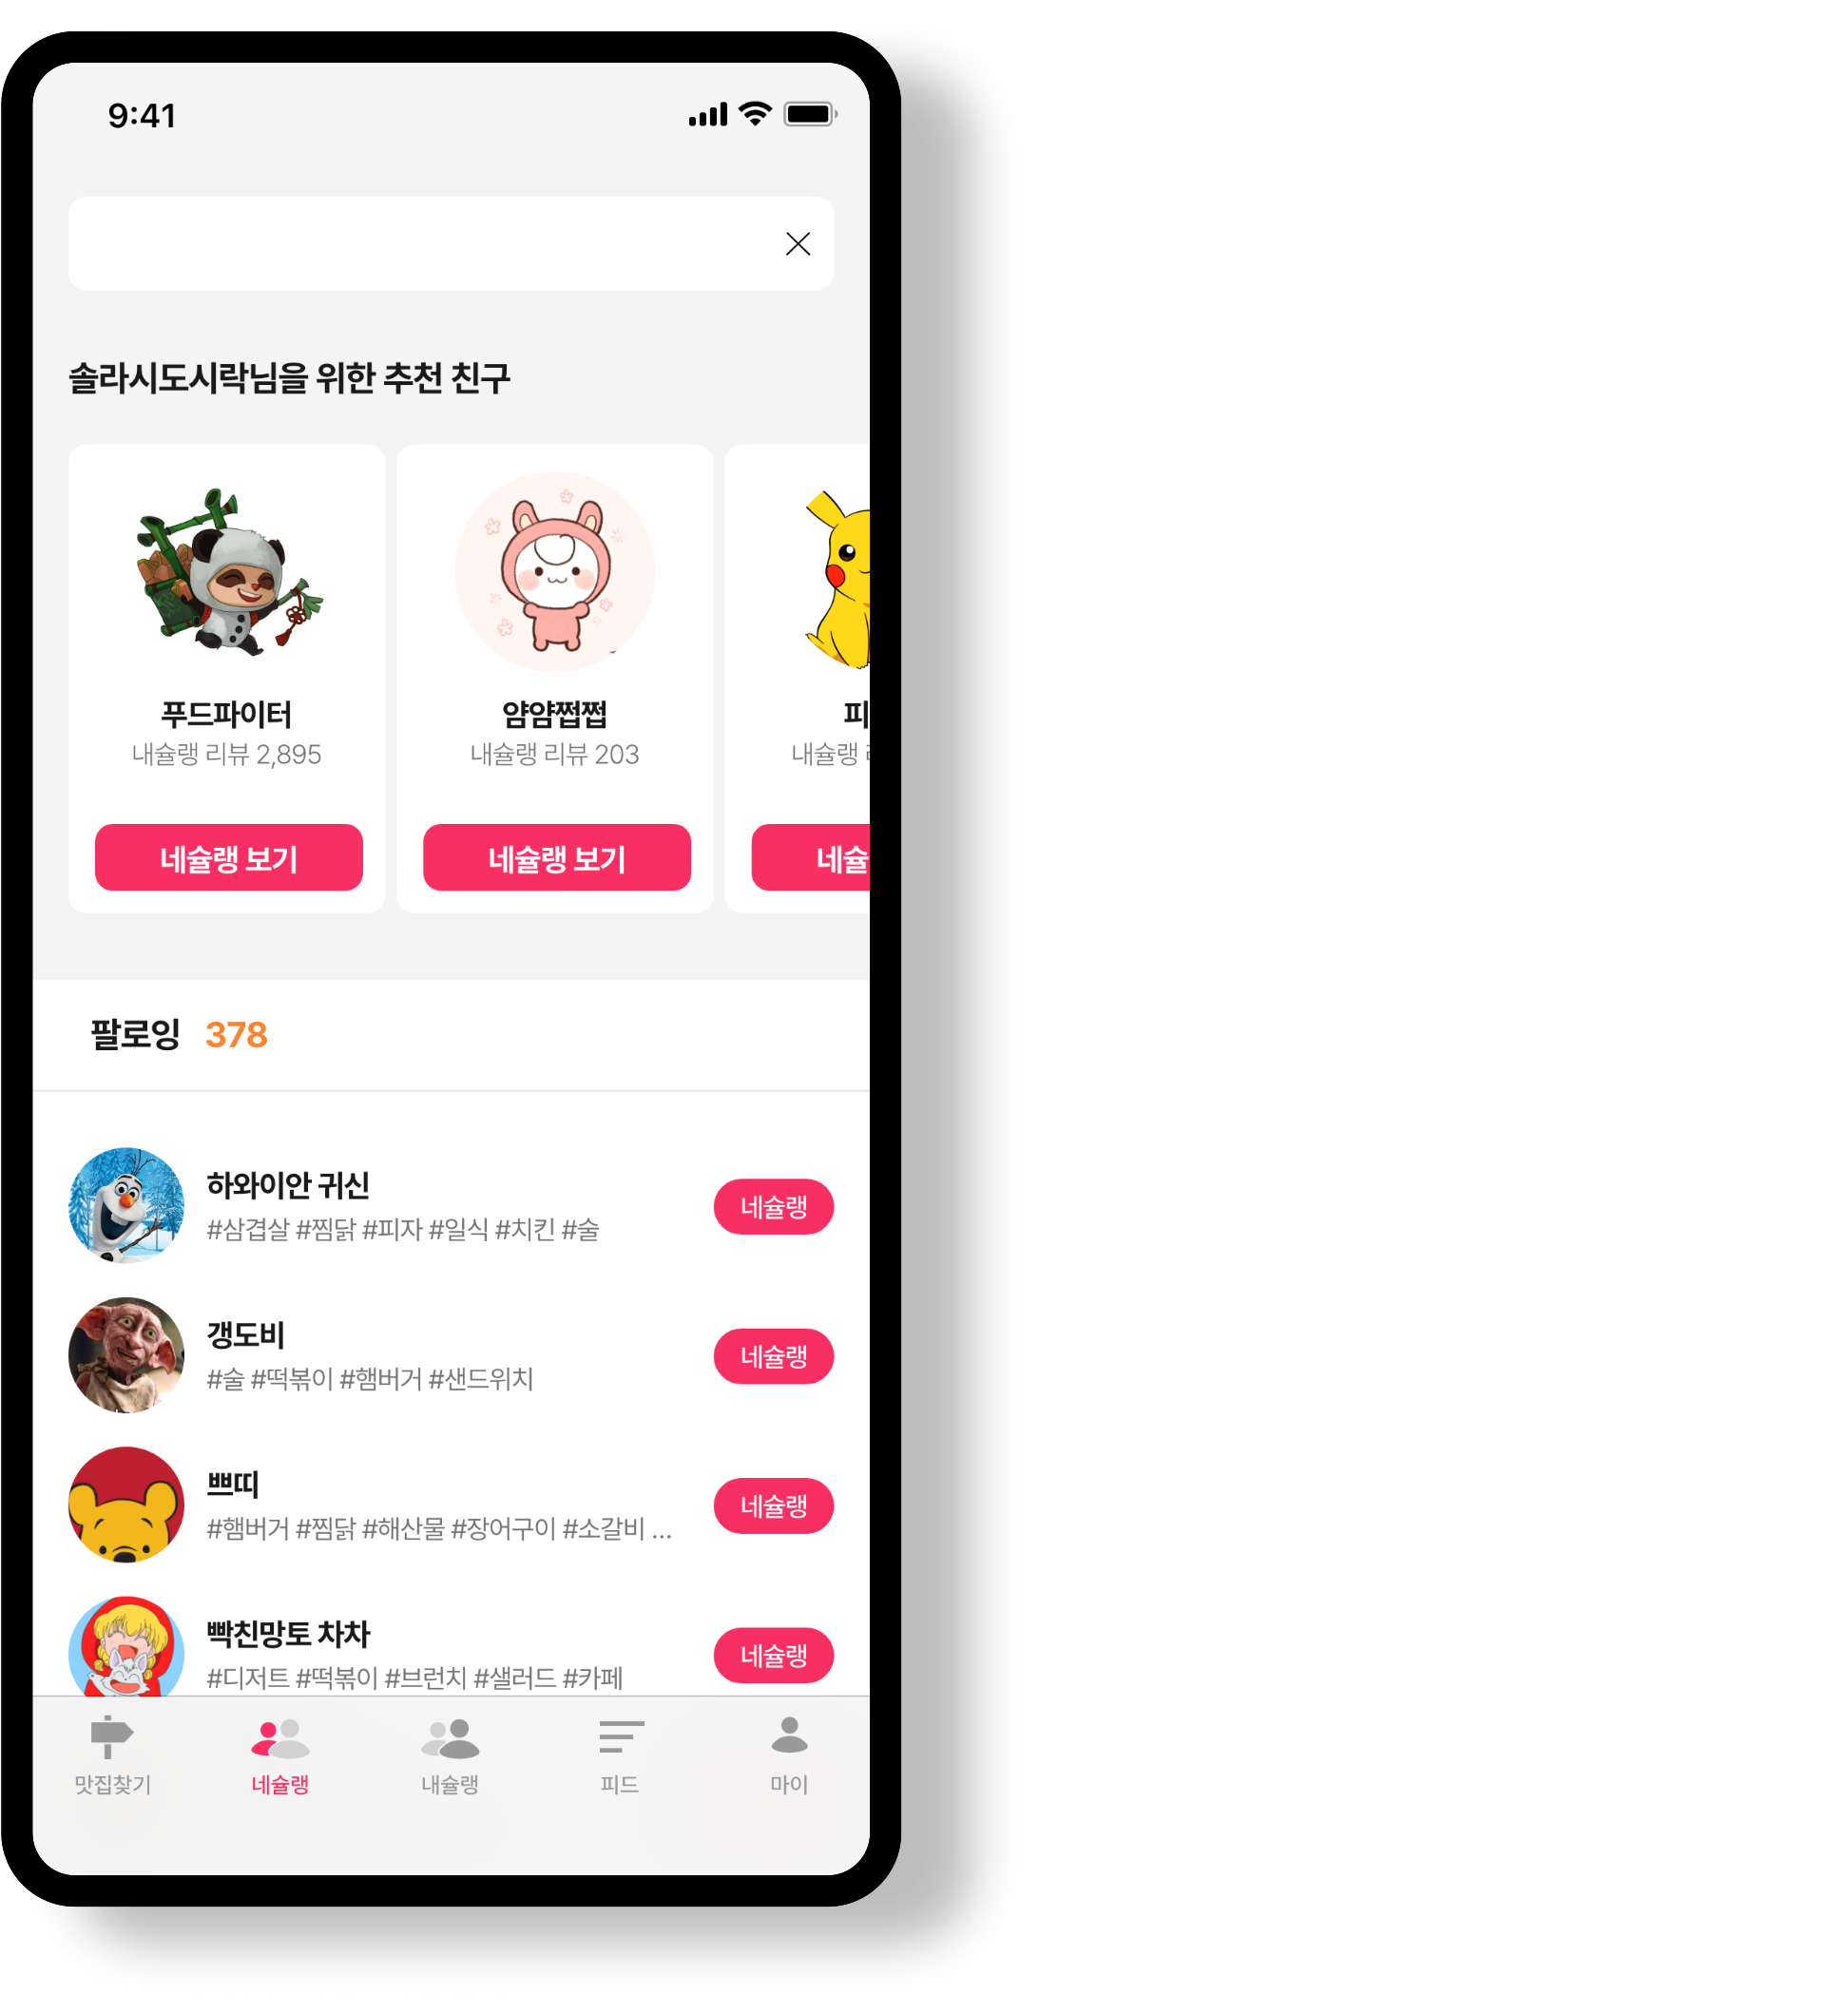 9:41
솔라시도시락님을 위한 추천 친구
푸드파이터
내슐랭 리뷰 2,895
네슐랭 보기
얌얌쩝쩝
내슐랭 리뷰 203
네슐랭 보기
피
내슐랭
네슐
팔로잉 378
하와이안 귀신
#삼겹살 #찜닭 #피자 #일식 #치킨 #술
네슐랭
갱도비
#술 #떡볶이 #햄버거 #샌드위치
네슐랭
쁘띠
#햄버거 #찜닭 #해산물 #장어구이 #소갈비 ...
네슐랭
빡친망토 차차
#디저트 #떡볶이 #브런치 #샐러드 #카페
네슐랭
맛집찾기
네슐랭
내슐랭
피드
마이